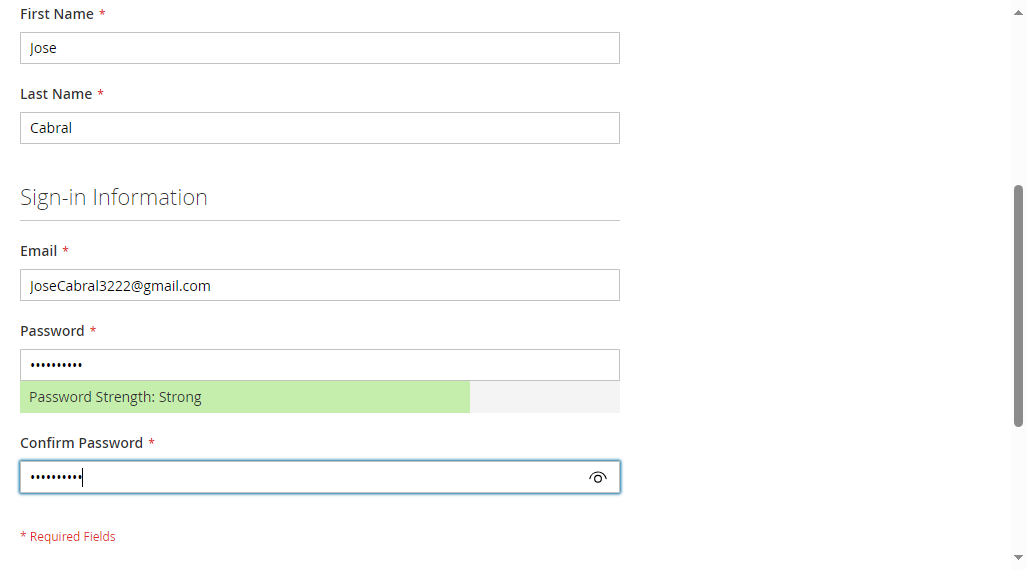 First Name *
Jose
Last Name *
Cabral
Sign-in Information
Email *
JoseCabral3222@gmail.com
Password *
••••••••••
Password Strength: Strong
Confirm Password *
••••••••••
* Required Fields